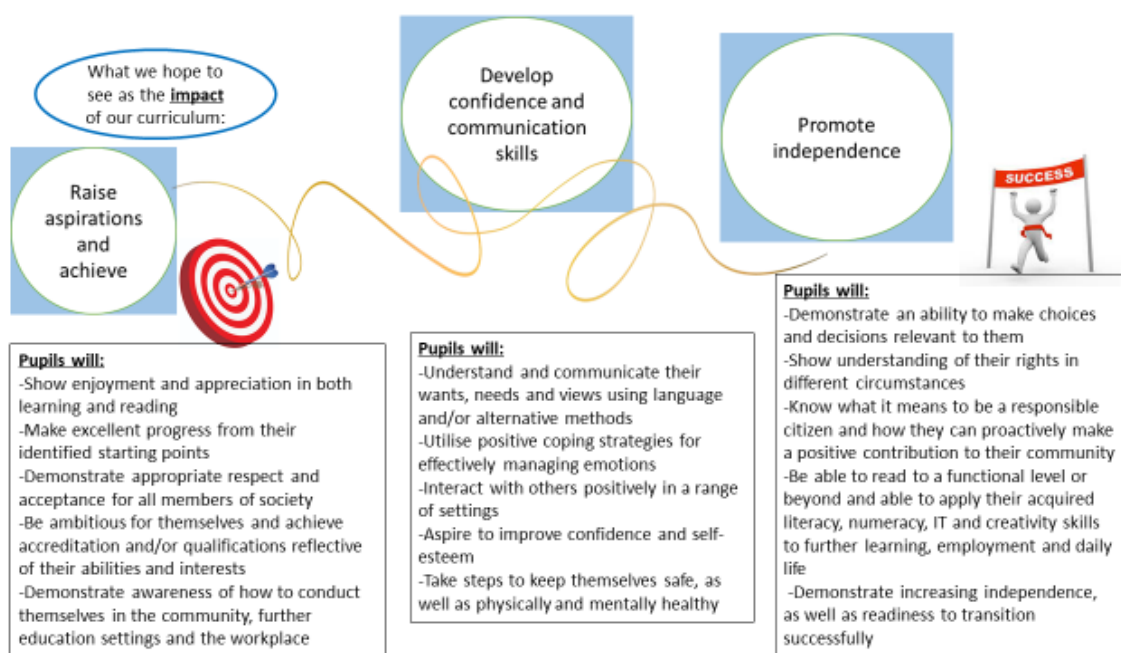 What we hope to
see as the impact
of our curriculum:
Raise
aspirations
and
achieve
Develop
confidence and
communication
skills
Promote
independence
SUCCESS
Pupils will:
-Show enjoyment and appreciation in both
learning and reading
-Make excellent progress from their
identified starting points
-Demonstrate appropriate respect and
acceptance for all members of society
-Be ambitious for themselves and achieve
accreditation and/or qualifications reflective
of their abilities and interests
-Demonstrate awareness of how to conduct
themselves in the community, further
education settings and the workplace
Pupils will:
-Understand and communicate their
wants, needs and views using language
and/or alternative methods
-Utilise positive coping strategies for
effectively managing emotions
-Interact with others positively in a range
of settings
-Aspire to improve confidence and self-
esteem
-Take steps to keep themselves safe, as
well as physically and mentally healthy
Pupils will:
-Demonstrate an ability to make choices
and decisions relevant to them
-Show understanding of their rights in
different circumstances
-Know what it means to be a responsible
citizen and how they can proactively make
a positive contribution to their community
-Be able to read to a functional level or
beyond and able to apply their acquired
literacy, numeracy, IT and creativity skills
to further learning, employment and daily
life
-Demonstrate increasing independence,
as well as readiness to transition
successfully